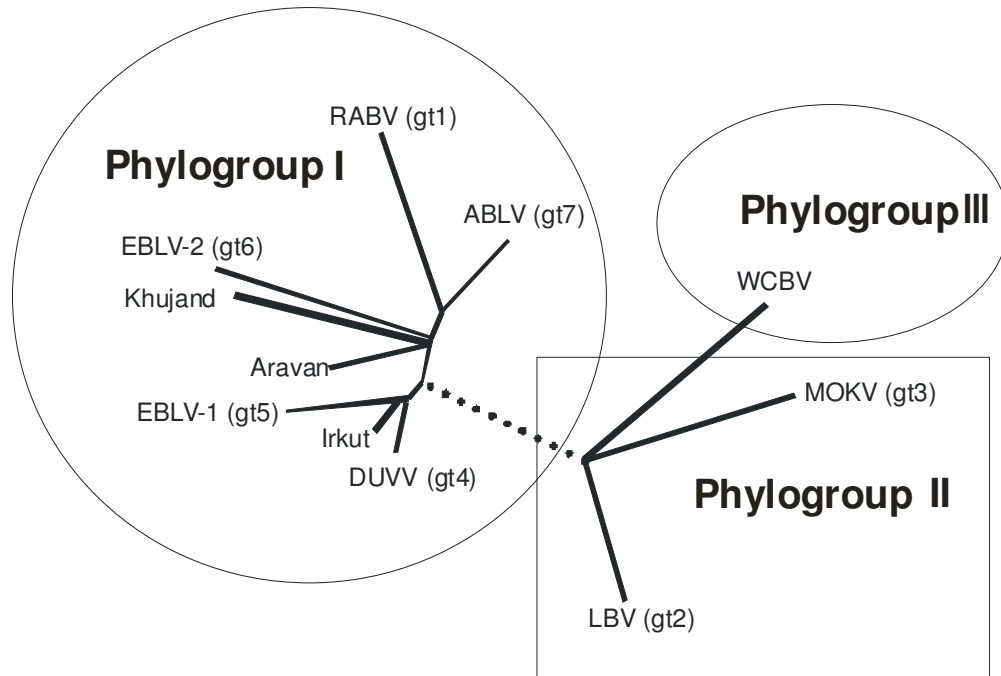 RABV (gt1)
Phylogroup I
ABLV (gt7)
EBLV-2 (gt6)
Khujand
Aravan
EBLV-1 (gt5)
Irkut
DUVV (gt4)
Phylogroup III
WCBV
MOKV (gt3)
Phylogroup II
LBV (gt2)